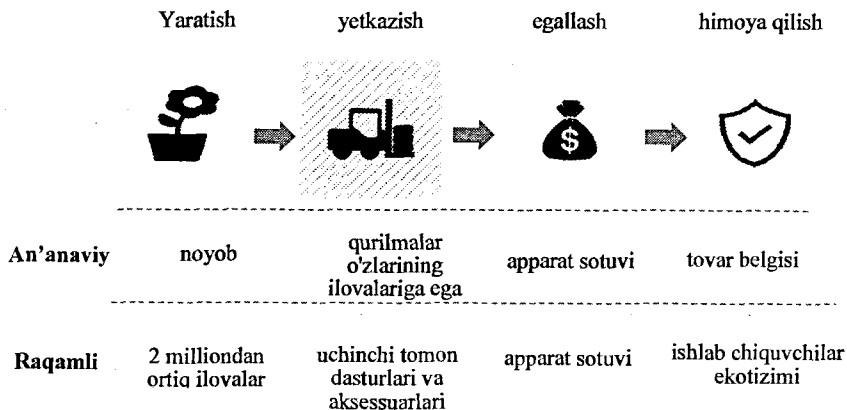 Yaratish yetkazish egallash himoya qilish
$
An'anaviy noyob qurilmalar o'zlarining ilovalariga ega apparat sotuvi tovar belgisi
Raqamli 2 milliondan ortiq ilovalar uchinchi tomon dasturlari va aksessuarlari apparat sotuvi ishlab chiquvchilar ekotizimi